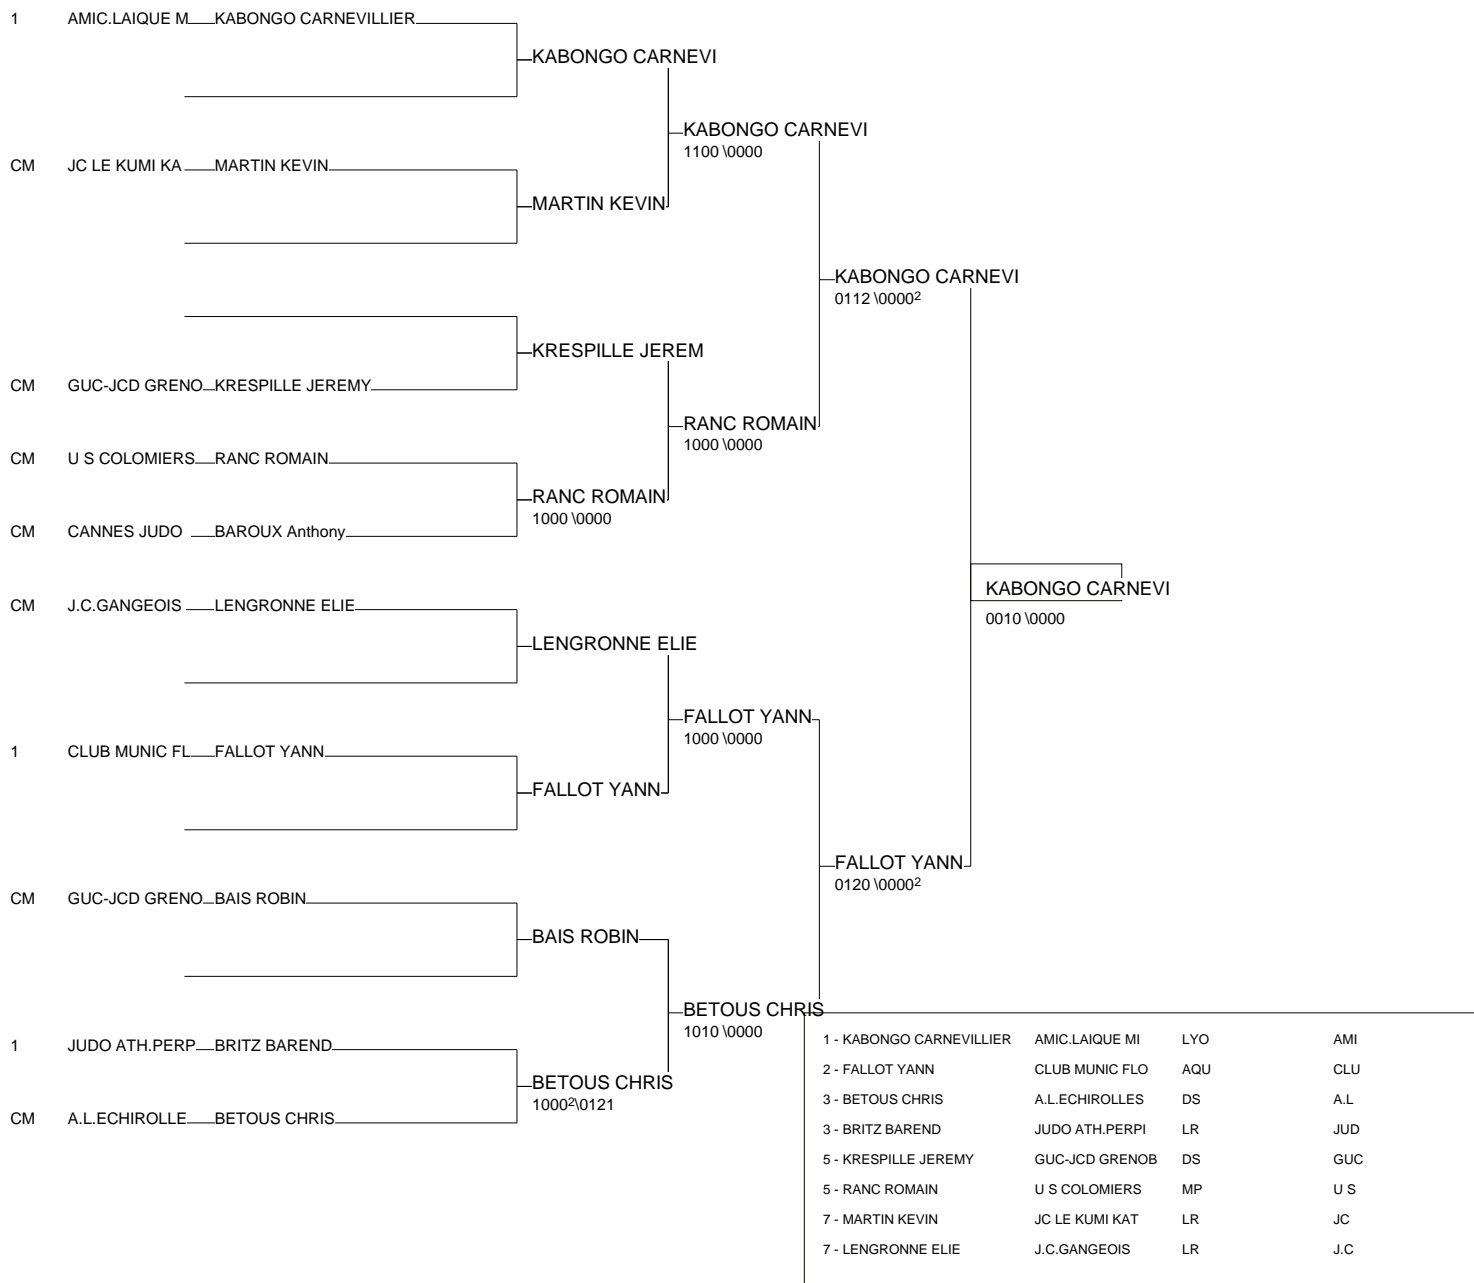 1 AMIC.LAIQUE M KABONGO CARNEVILLIER
KABONGO CARNEVI
KABONGO CARNEVI
1100 \0000
CM JC LE KUMI KA MARTIN KEVIN
MARTIN KEVIN
KABONGO CARNEVI
0112 \0000²
KRESPILLE JEREM
CM GUC-JCD GRENO KRESPILLE JEREMY
RANC ROMAIN
1000 \0000
CM U S COLOMIERS RANC ROMAIN
RANC ROMAIN
1000 \0000
CM CANNES JUDO BAROUX Anthony
KABONGO CARNEVI
0010 \0000
CM J.C.GANGEOIS LENGRONNE ELIE
LENGRONNE ELIE
FALLOT YANN
1000 \0000
1 CLUB MUNIC FL FALLOT YANN
FALLOT YANN
FALLOT YANN
0120 \0000²
CM GUC-JCD GRENO BAIS ROBIN
BAIS ROBIN
BETOUS CHRIS
1010 \0000
1 JUDO ATH.PERP BRITZ BAREND
BETOUS CHRIS
1000²\0121
CM A.L.ECHIROLLE BETOUS CHRIS
1 - KABONGO CARNEVILLIER AMIC.LAIQUE MI LYO AMI
2 - FALLOT YANN CLUB MUNIC FLO AQU CLU
3 - BETOUS CHRIS A.L.ECHIROLLES DS A.L
3 - BRITZ BAREND JUDO ATH.PERPI LR JUD
5 - KRESPILLE JEREMY GUC-JCD GRENOB DS GUC
5 - RANC ROMAIN U S COLOMIERS MP U S
7 - MARTIN KEVIN JC LE KUMI KAT LR JC
7 - LENGRONNE ELIE J.C.GANGEOIS LR J.C